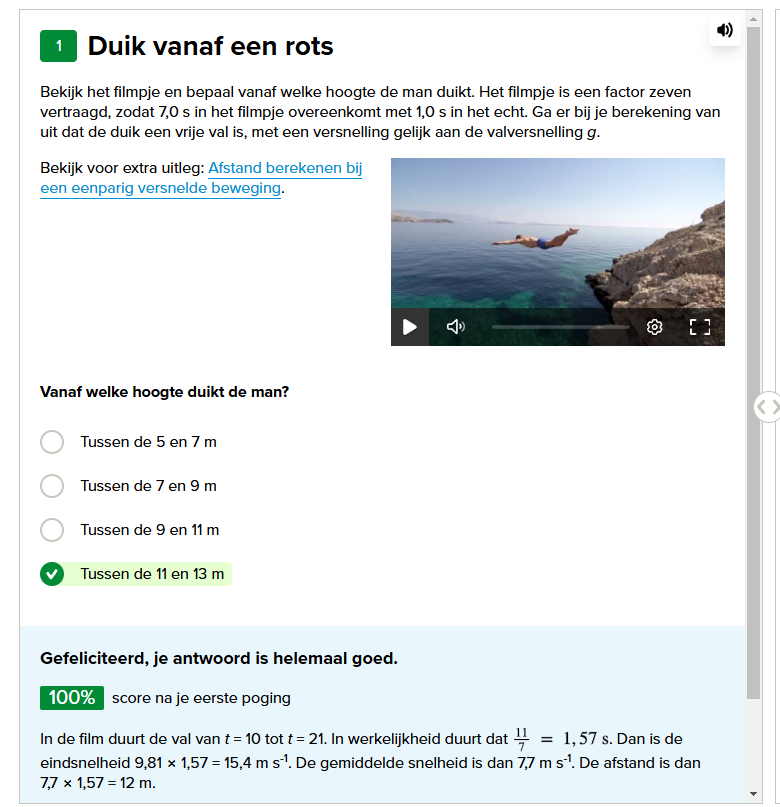 1 Duik vanaf een rots
Bekijk het filmpje en bepaal vanaf welke hoogte de man duikt. Het filmpje is een factor zeven
vertraagd, zodat 7,0 s in het filmpje overeenkomt met 1,0 s in het echt. Ga er bij je berekening van
uit dat de duik een vrije val is, met een versnelling gelijk aan de valversnelling g.
Bekijk voor extra uitleg: Afstand berekenen bij
een eenparig versnelde beweging.
Vanaf welke hoogte duikt de man?
Tussen de 5 en 7 m
Tussen de 7 en 9 m
Tussen de 9 en 11 m
Tussen de 11 en 13 m
Gefeliciteerd, je antwoord is helemaal goed.
100% score na je eerste poging
In de film duurt de val van t = 10 tot t = 21. In werkelijkheid duurt dat 11/7 = 1,57 s. Dan is de
eindsnelheid 9,81 × 1,57 = 15,4 m s⁻¹. De gemiddelde snelheid is dan 7,7 m s⁻¹. De afstand is dan
7,7 × 1,57 = 12 m.